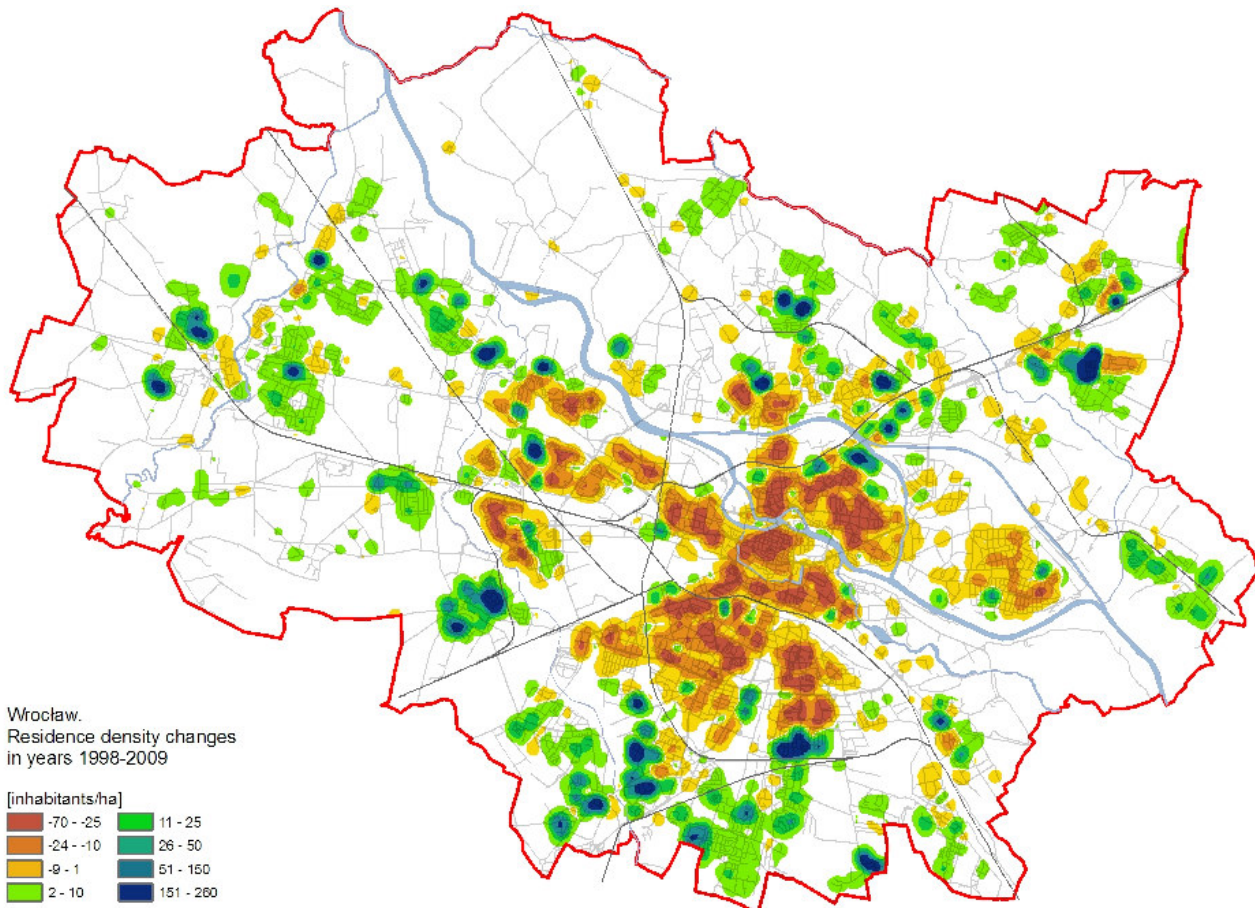 Wrocław.
Residence density changes
in years 1998-2009
[inhabitants/ha]
-70 - -25 11 - 25
-24 - -10 26 - 50
-9 - 1 51 - 150
2 - 10 151 - 260